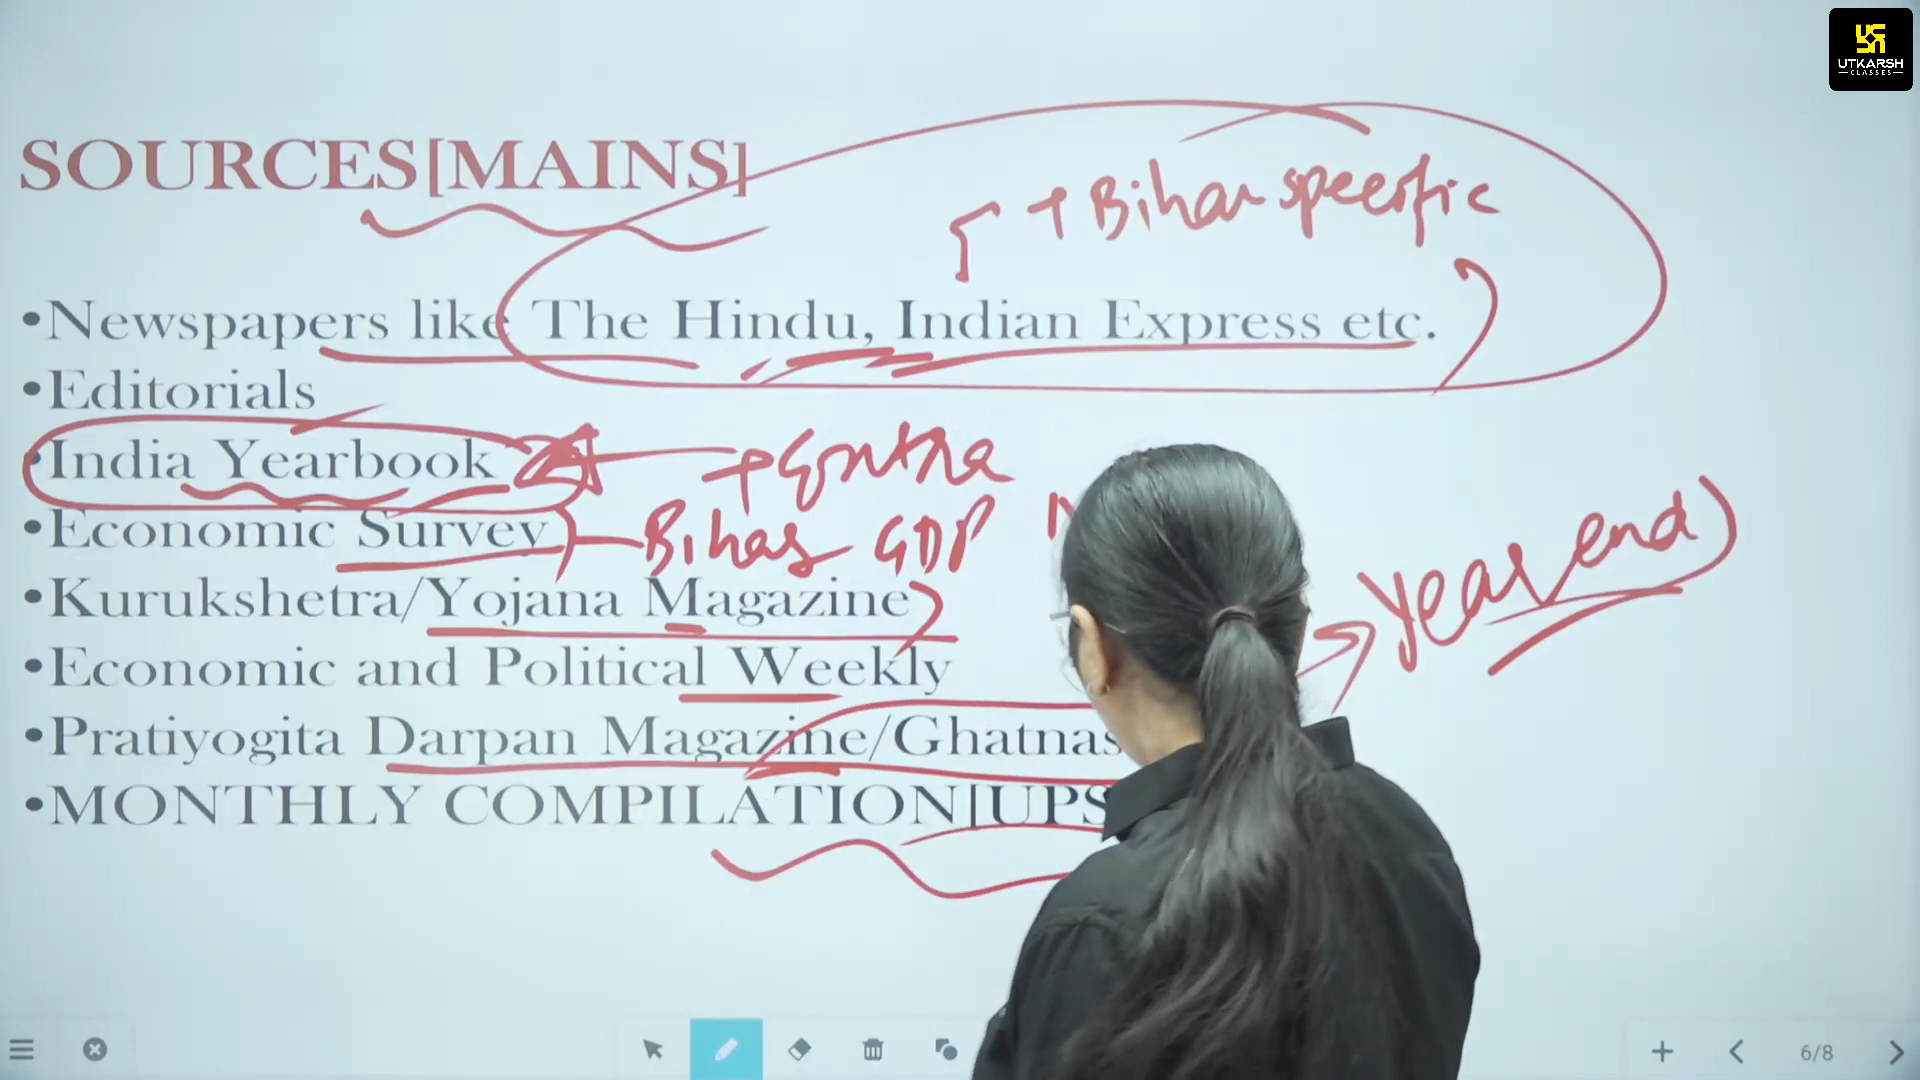 UTKARSH
CLASSES
SOURCES[MAINS]
+ Bihar specific
•Newspapers like The Hindu, Indian Express etc.
•Editorials
•India Yearbook
+ extra
•Economic Survey
Bihar GDP
Year end
•Kurukshetra/Yojana Magazine
•Economic and Political Weekly
•Pratiyogita Darpan Magazine/Ghatnas
•MONTHLY COMPILATION[UPS
6/8